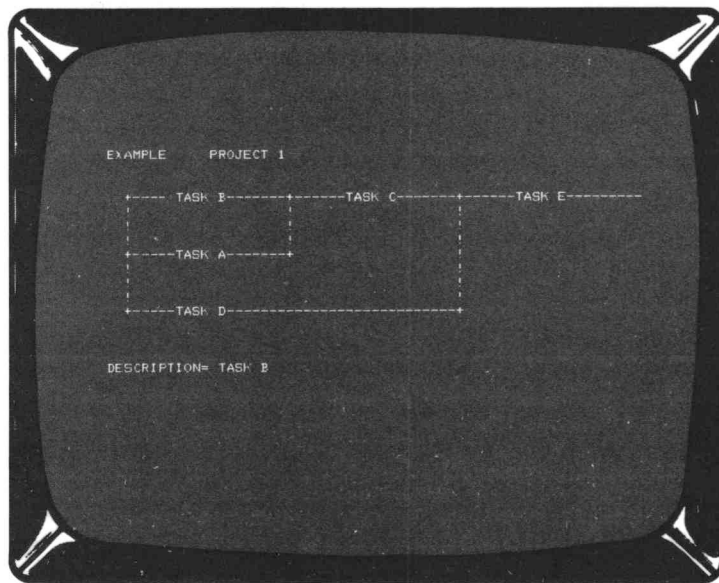 EXAMPLE PROJECT 1
+---- TASK B-------+------TASK C-------+------TASK E---------
+------TASK A-------+
+------TASK D---------------------------+
DESCRIPTION= TASK B